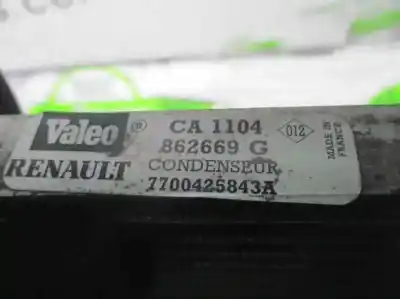 Valeo ® CA 1104 012
862669 G
RENAULT CONDENSEUR
7700425843A
MADE IN
FRANCE